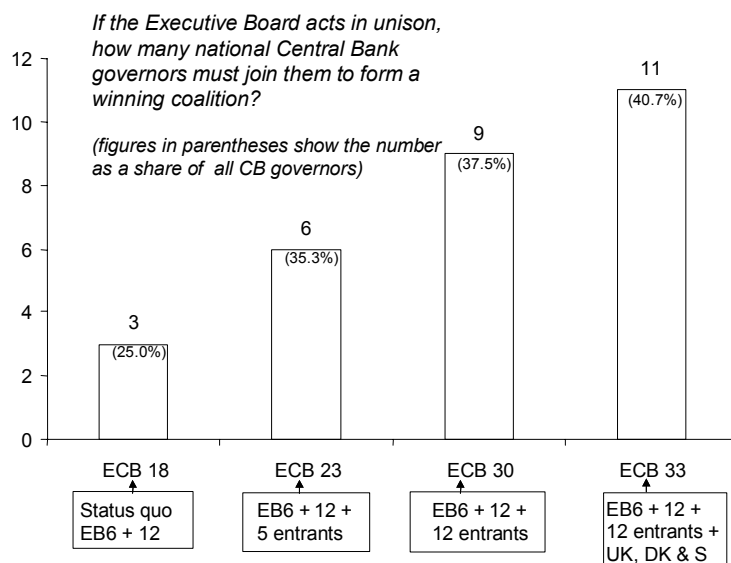 If the Executive Board acts in unison,
how many national Central Bank
governors must join them to form a
winning coalition?
(figures in parentheses show the number
as a share of all CB governors)
12
10
8
6
4
2
0
3
(25.0%)
6
(35.3%)
9
(37.5%)
11
(40.7%)
ECB 18
ECB 23
ECB 30
ECB 33
Status quo
EB6 + 12
EB6 + 12 +
5 entrants
EB6 + 12 +
12 entrants
EB6 + 12 +
12 entrants +
UK, DK & S